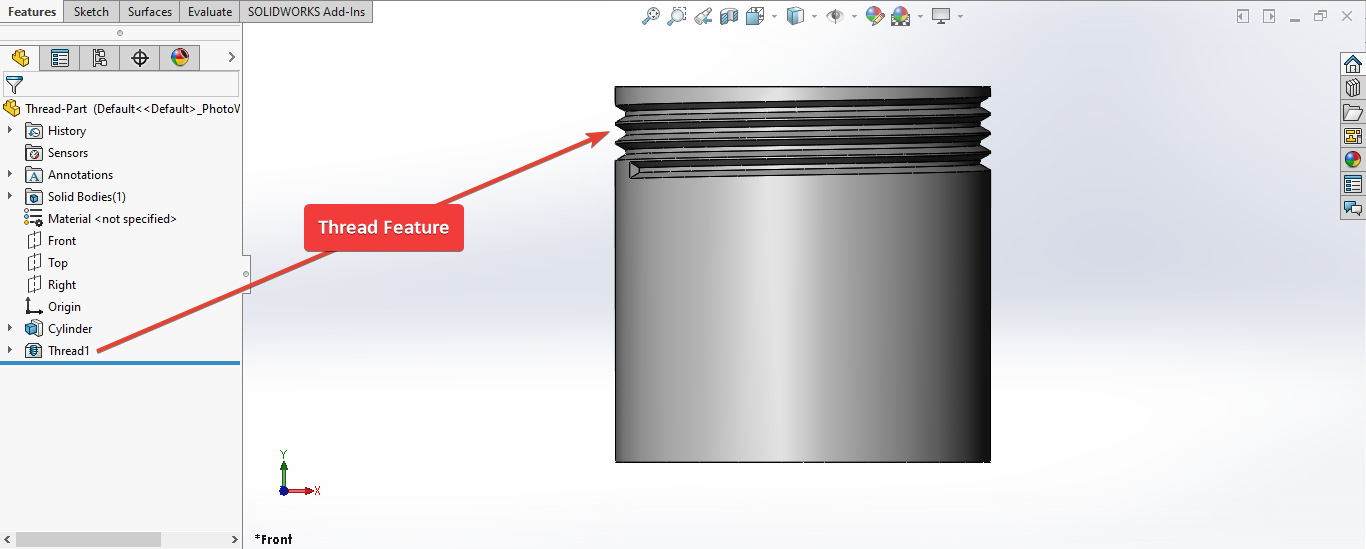 Features Sketch Surfaces Evaluate SOLIDWORKS Add-Ins
Thread-Part (Default<<Default>_PhotoV
History
Sensors
Annotations
Solid Bodies(1)
Material <not specified>
Front
Top
Right
Origin
Cylinder
Thread1
Thread Feature
Y
X
*Front